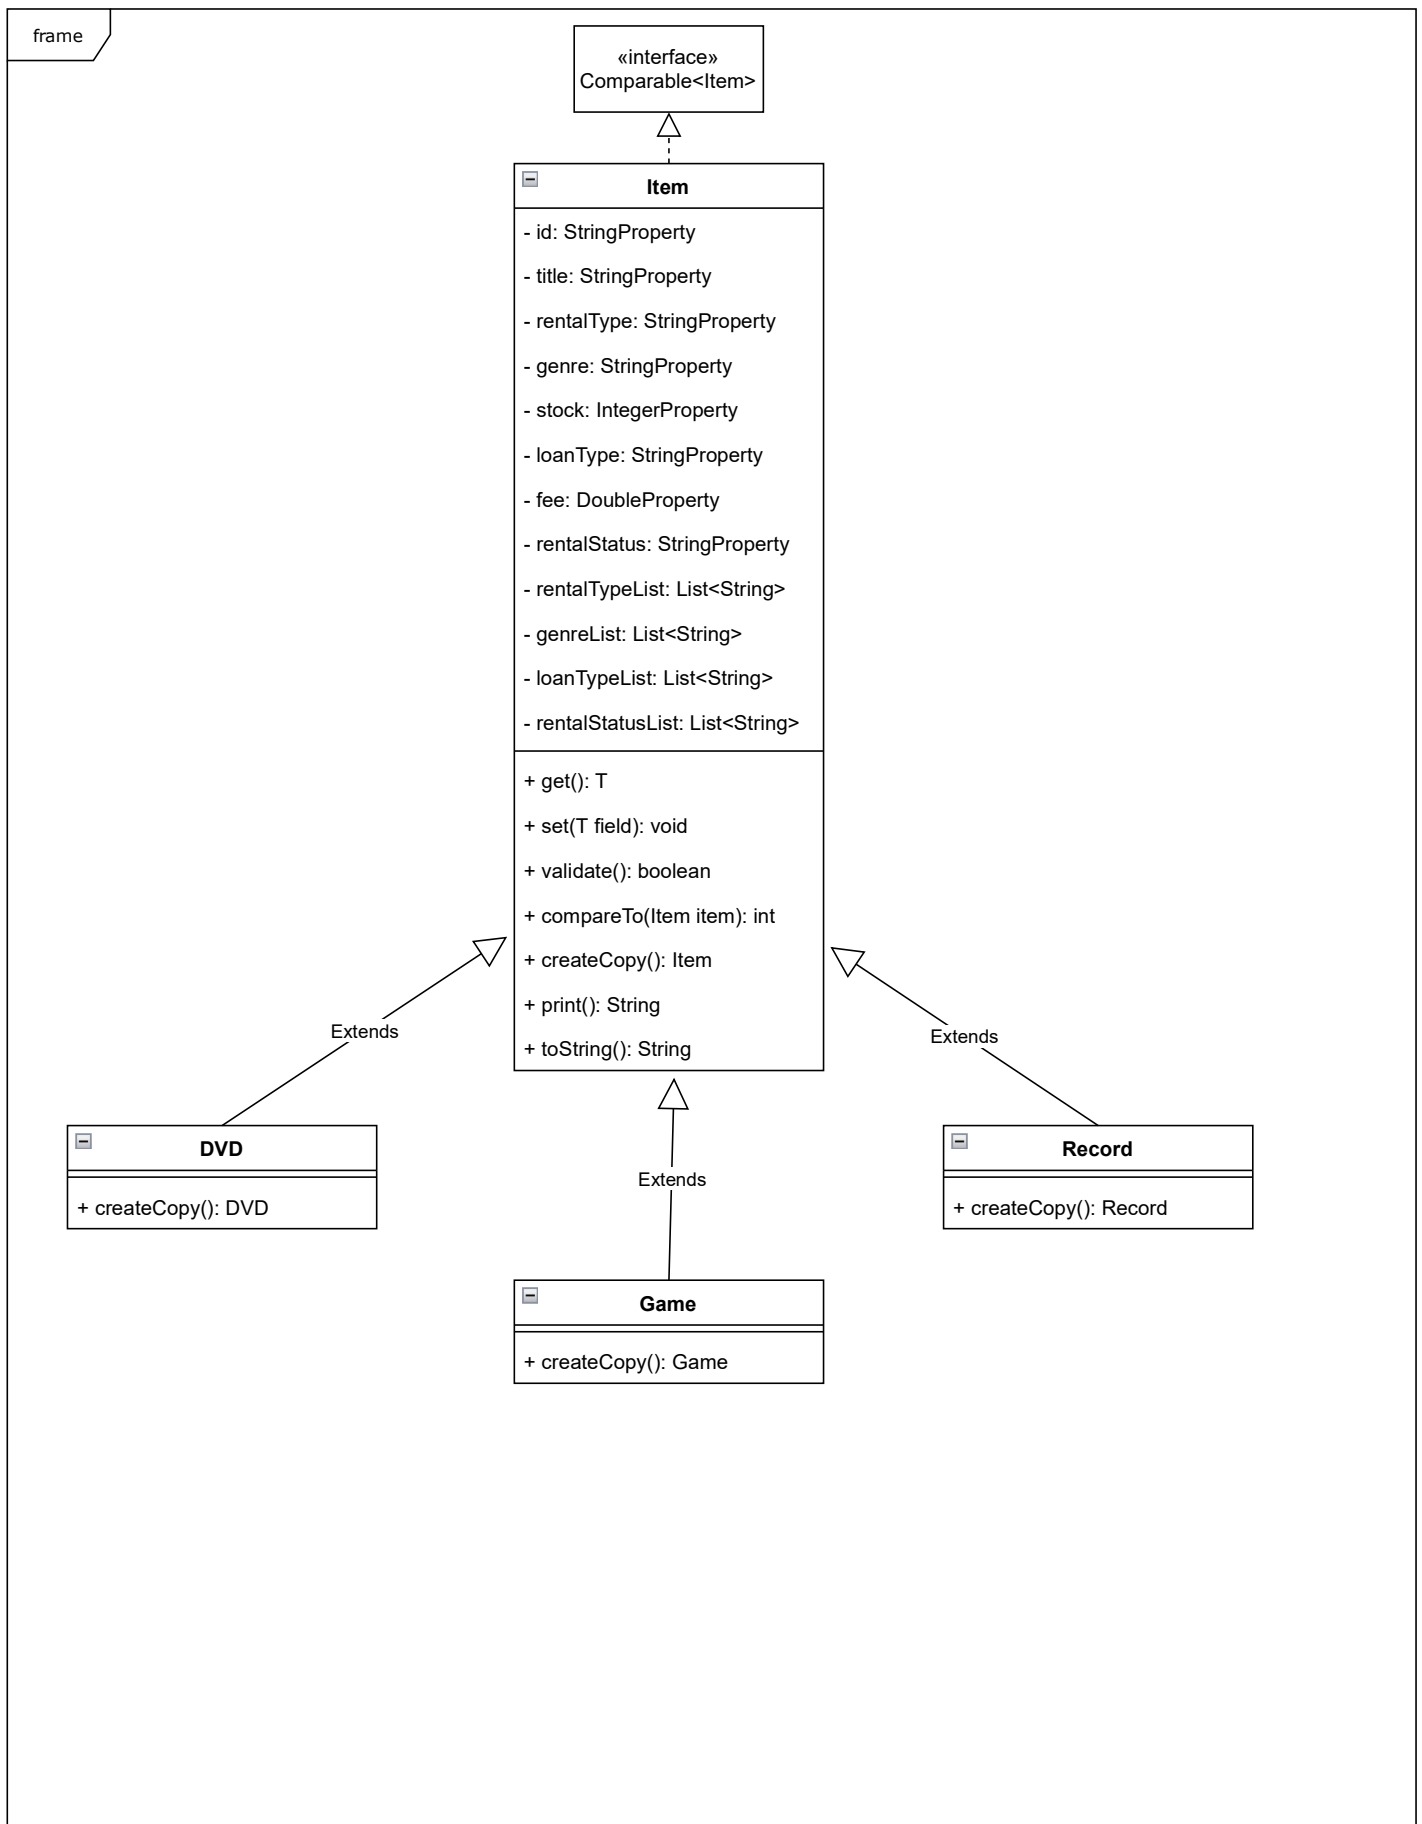 frame
«interface»
Comparable<Item>
Item
- id: StringProperty
- title: StringProperty
- rentalType: StringProperty
- genre: StringProperty
- stock: IntegerProperty
- loanType: StringProperty
- fee: DoubleProperty
- rentalStatus: StringProperty
- rentalTypeList: List<String>
- genreList: List<String>
- loanTypeList: List<String>
- rentalStatusList: List<String>
+ get(): T
+ set(T field): void
+ validate(): boolean
+ compareTo(Item item): int
+ createCopy(): Item
+ print(): String
+ toString(): String
Extends
Extends
Extends
DVD
+ createCopy(): DVD
Record
+ createCopy(): Record
Game
+ createCopy(): Game